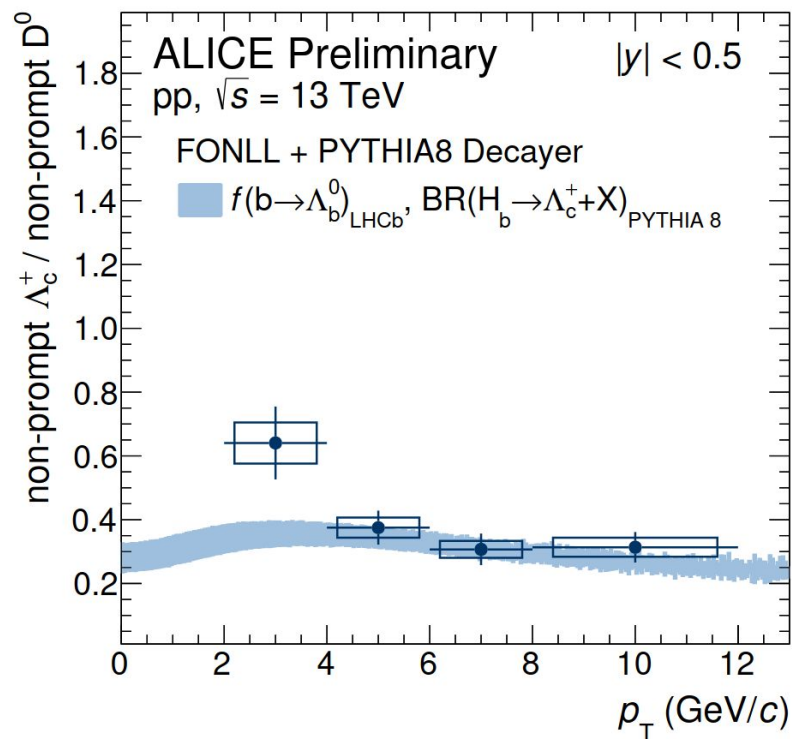 ALICE Preliminary |y| < 0.5
pp, √s = 13 TeV
FONLL + PYTHIA8 Decayer
f(b→Λ_b^0)_LHCb, BR(H_b→Λ_c^+ +X)_PYTHIA 8
non-prompt Λ_c^+ / non-prompt D^0
1.8
1.6
1.4
1.2
1.0
0.8
0.6
0.4
0.2
0 2 4 6 8 10 12
p_T (GeV/c)